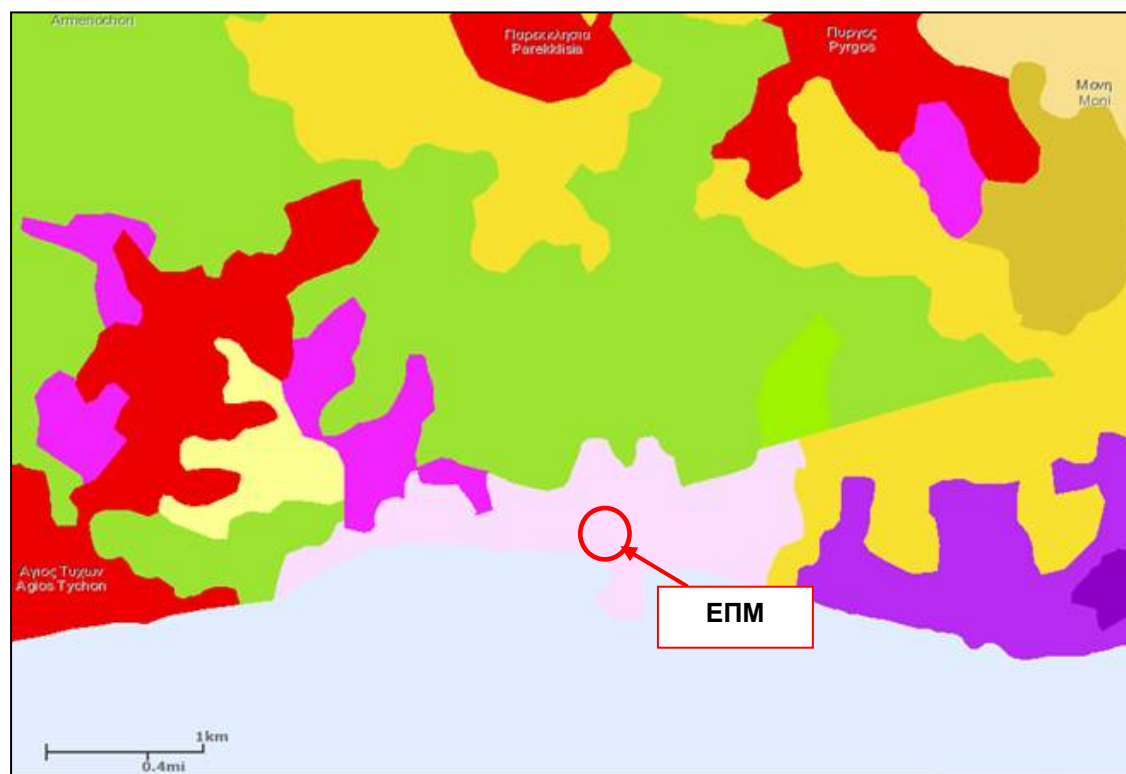 Armenochori
Παρεκκλησια
Parekklisia
Πυργος
Pyrgos
Μονη
Moni
Αγιος Τυχων
Agios Tychon
ΕΠΜ
1km
0.4mi